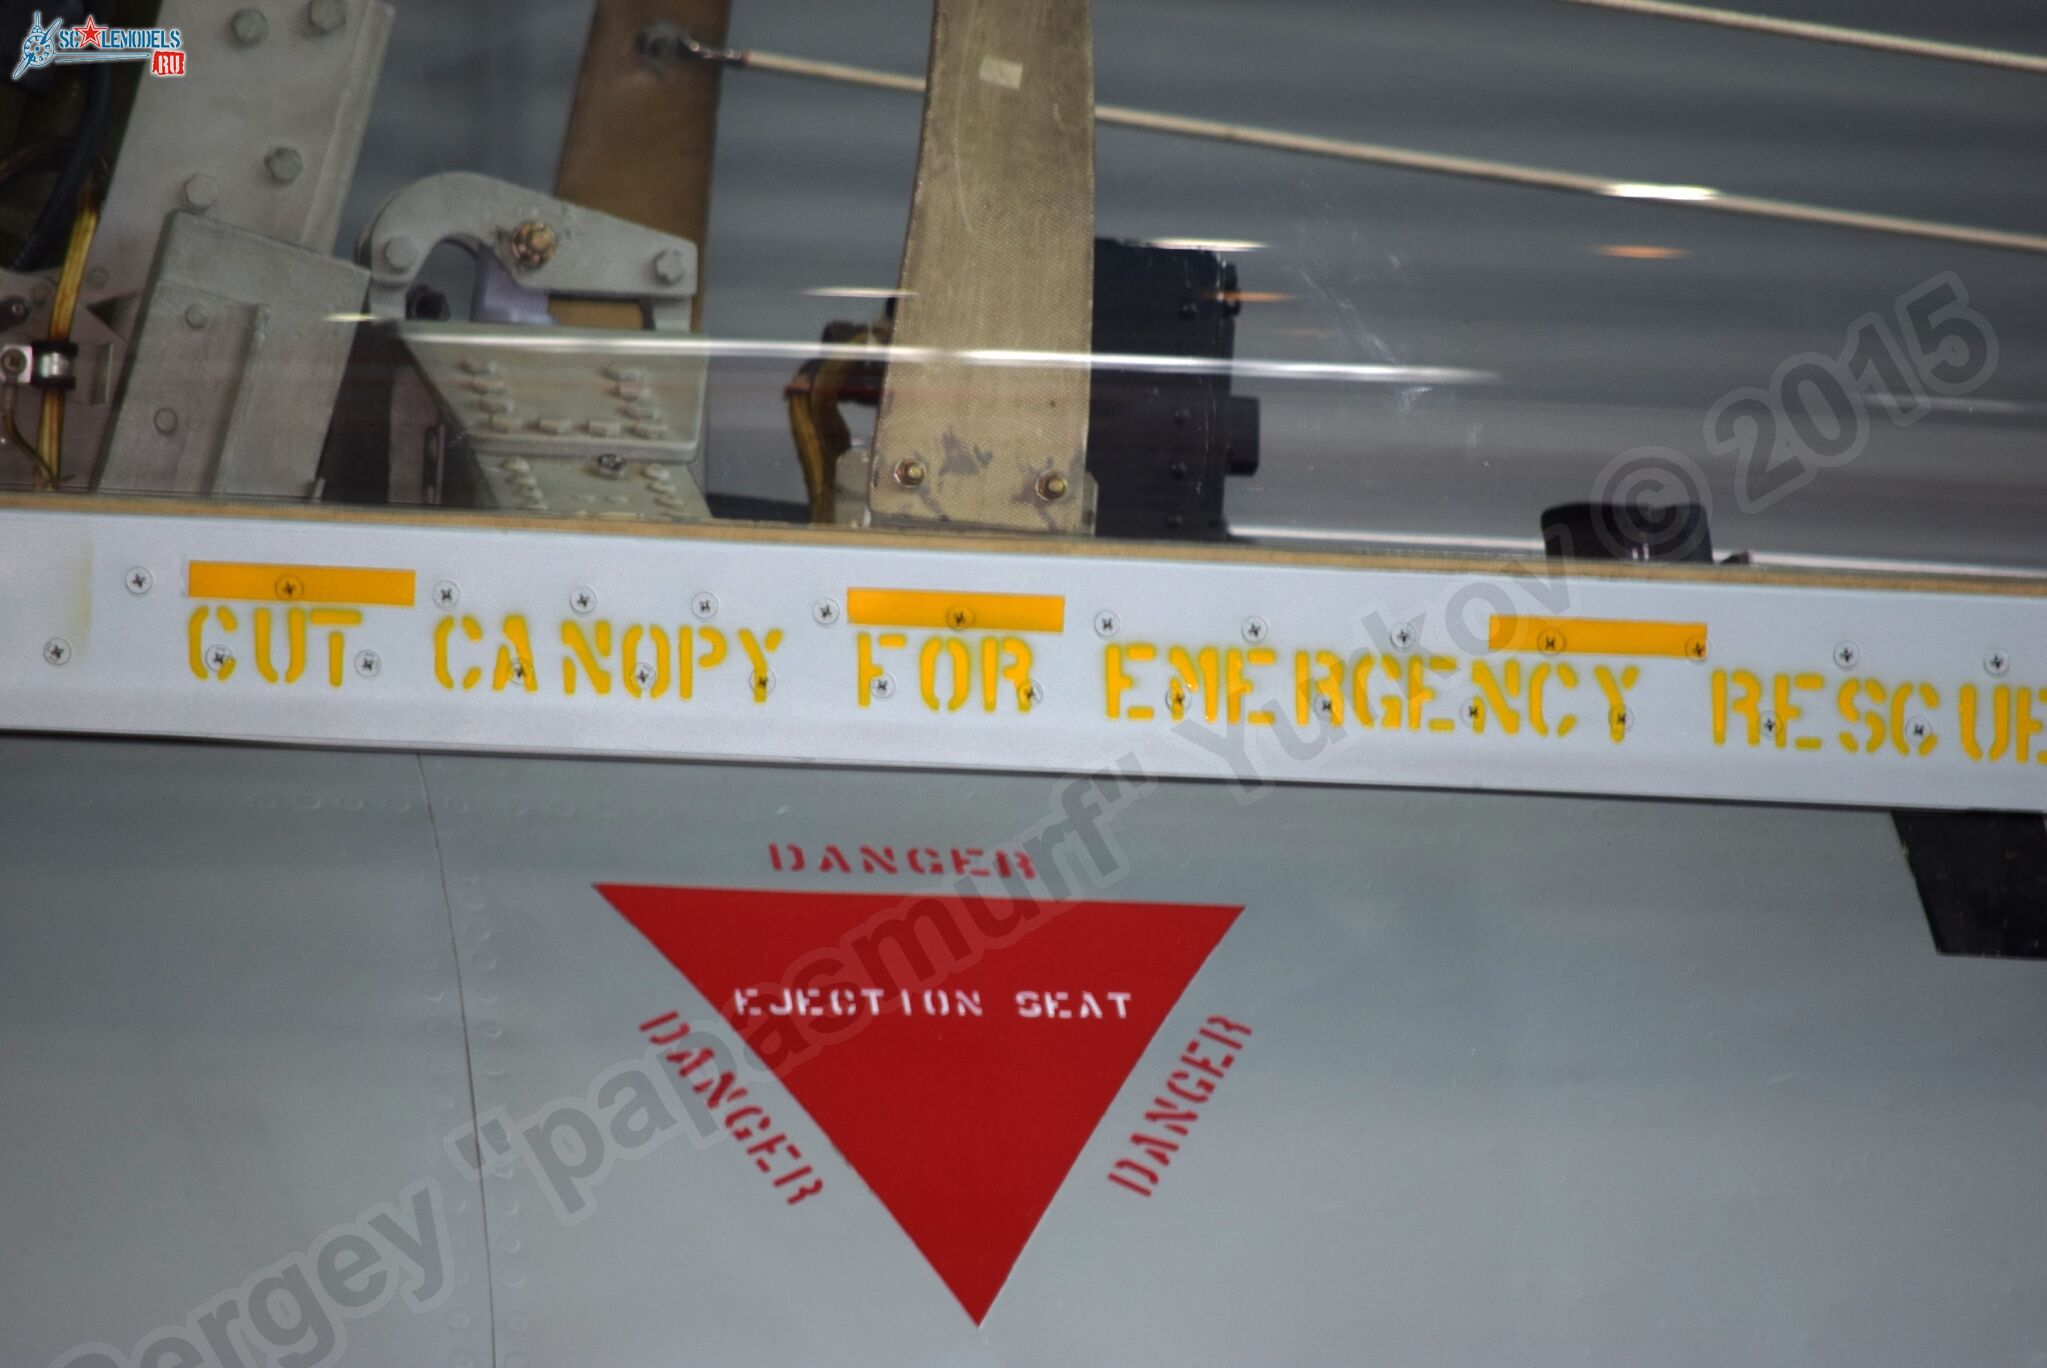 SCALEMODELS
RU
CUT CANOPY FOR EMERGENCY RESCUE
DANGER
EJECTION SEAT
DANGER
DANGER
Sergey "papasmurf" Yurkov © 2015